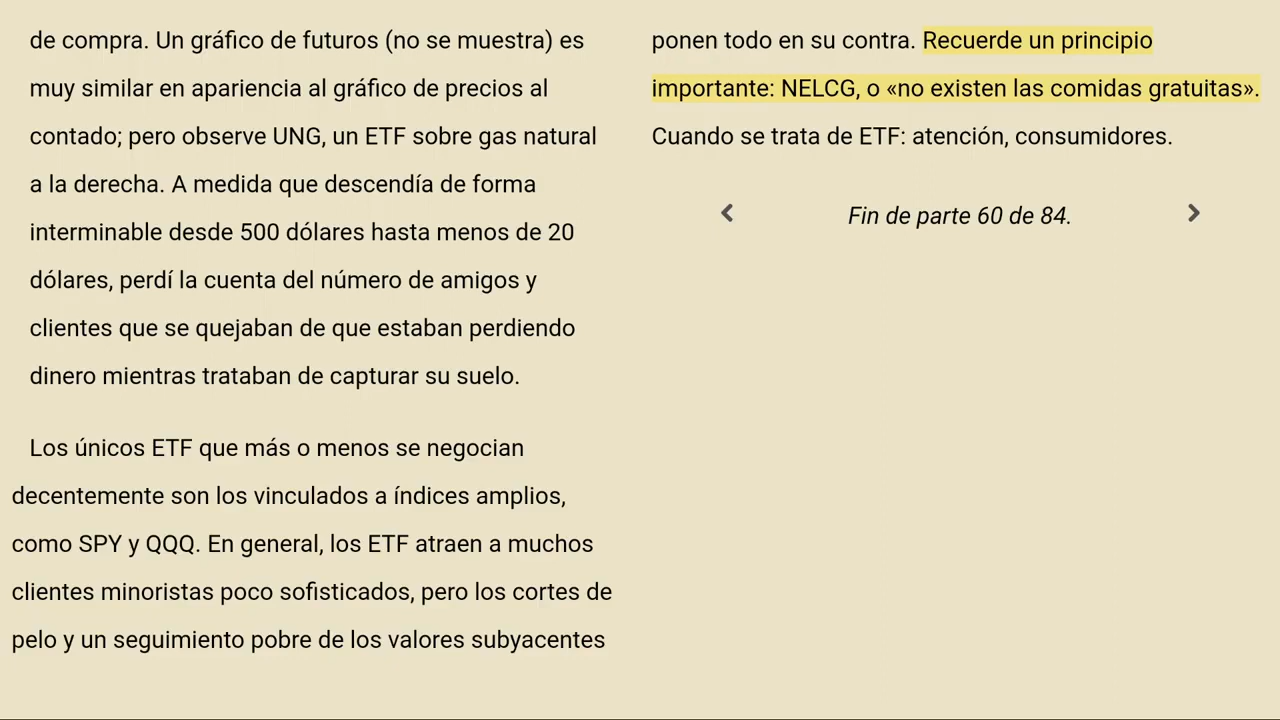 de compra. Un gráfico de futuros (no se muestra) es
muy similar en apariencia al gráfico de precios al
contado; pero observe UNG, un ETF sobre gas natural
a la derecha. A medida que descendía de forma
interminable desde 500 dólares hasta menos de 20
dólares, perdí la cuenta del número de amigos y
clientes que se quejaban de que estaban perdiendo
dinero mientras trataban de capturar su suelo.
Los únicos ETF que más o menos se negocian
decentemente son los vinculados a índices amplios,
como SPY y QQQ. En general, los ETF atraen a muchos
clientes minoristas poco sofisticados, pero los cortes de
pelo y un seguimiento pobre de los valores subyacentes
ponen todo en su contra. Recuerde un principio
importante: NELCG, o «no existen las comidas gratuitas».
Cuando se trata de ETF: atención, consumidores.
Fin de parte 60 de 84.